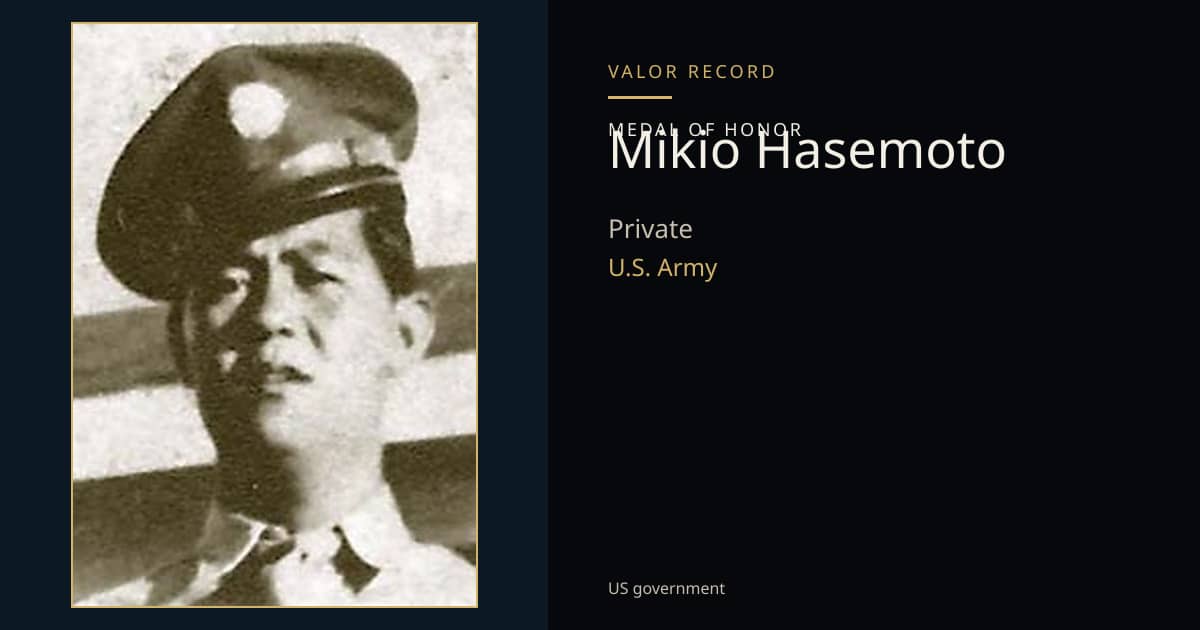 VALOR RECORD
MEDAL OF HONOR
Mikio Hasemoto
Private
U.S. Army
US government